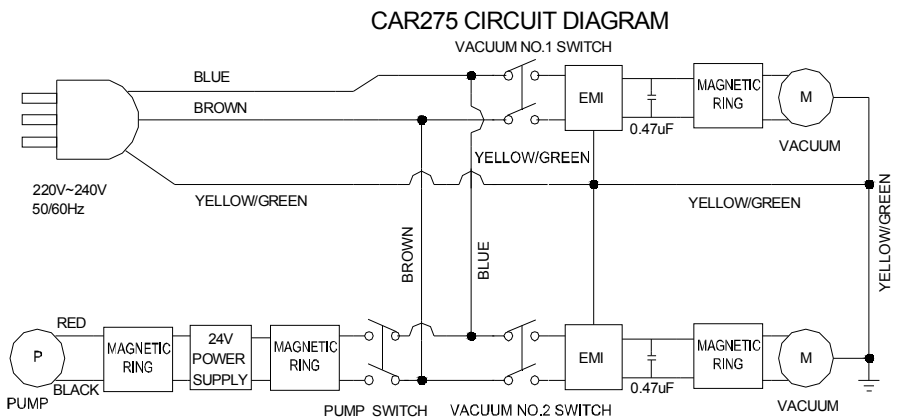 CAR275 CIRCUIT DIAGRAM
VACUUM NO.1 SWITCH
BLUE
BROWN
EMI
0.47uF
MAGNETIC
RING
M
VACUUM
YELLOW/GREEN
220V~240V
50/60Hz
YELLOW/GREEN
YELLOW/GREEN
YELLOW/GREEN
BROWN
BLUE
RED
P
BLACK
PUMP
MAGNETIC
RING
24V
POWER
SUPPLY
MAGNETIC
RING
PUMP SWITCH
VACUUM NO.2 SWITCH
EMI
0.47uF
MAGNETIC
RING
M
VACUUM